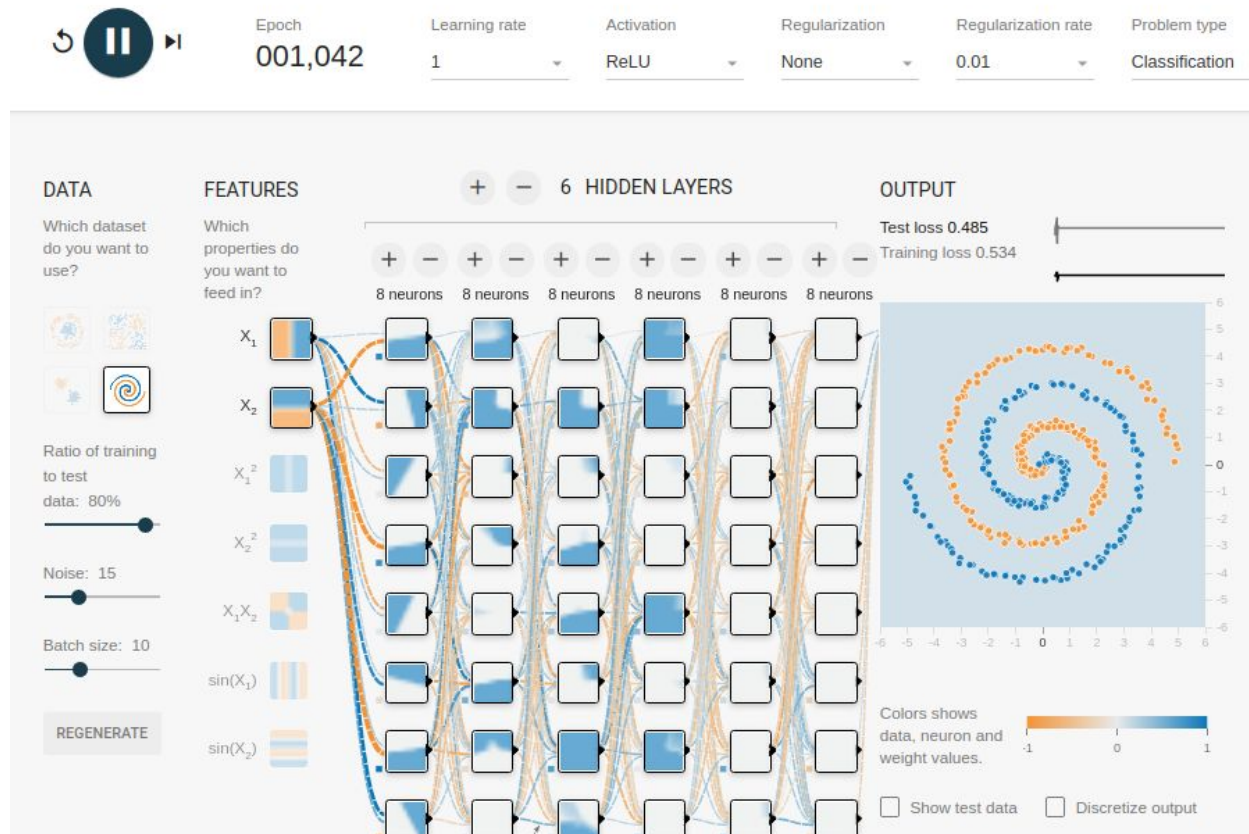 Epoch
001,042
Learning rate
1
Activation
ReLU
Regularization
None
Regularization rate
0.01
Problem type
Classification
DATA
Which dataset
do you want to
use?
Ratio of training
to test
data: 80%
Noise: 15
Batch size: 10
REGENERATE
FEATURES
Which
properties do
you want to
feed in?
X₁
X₂
X₁²
X₂²
X₁X₂
sin(X₁)
sin(X₂)
+ − 6 HIDDEN LAYERS
+ − + − + − + − + − + −
8 neurons 8 neurons 8 neurons 8 neurons 8 neurons 8 neurons
OUTPUT
Test loss 0.485
Training loss 0.534
6
5
4
3
2
1
0
-1
-2
-3
-4
-5
-6
-6 -5 -4 -3 -2 -1 0 1 2 3 4 5 6
Colors shows
data, neuron and
weight values.
-1 0 1
Show test data
Discretize output